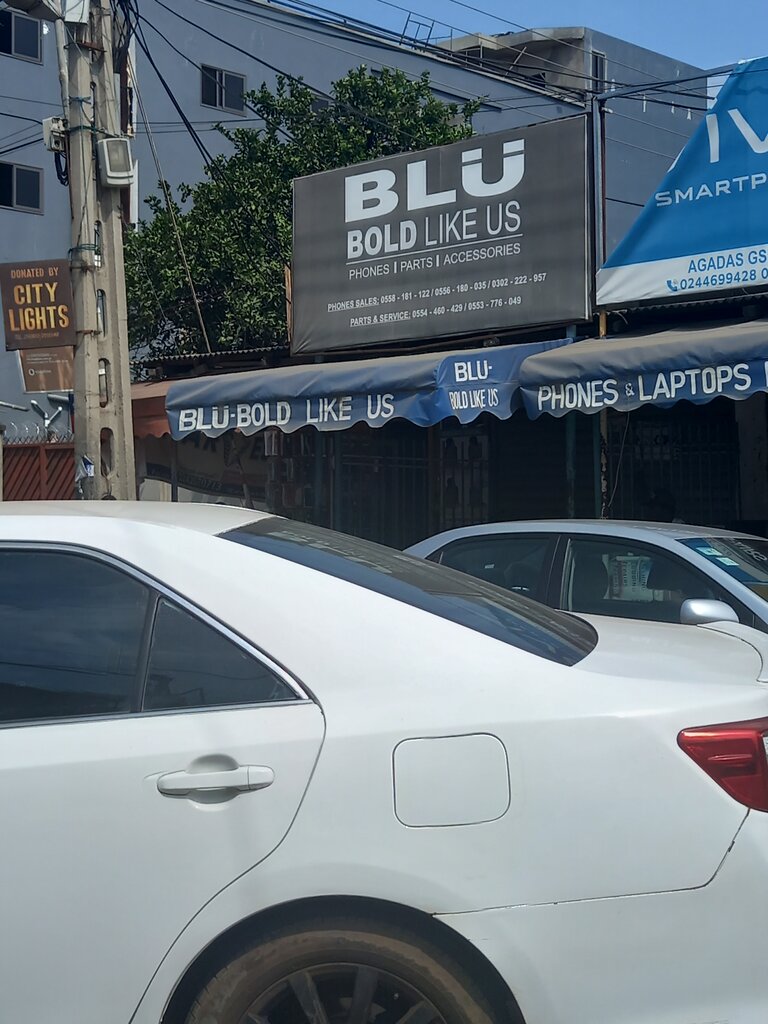 BLU
BOLD LIKE US
PHONES | PARTS | ACCESSORIES
PHONES SALES: 0558 - 181 - 122 / 0556 - 180 - 035 / 0302 - 222 - 957
PARTS & SERVICE: 0554 - 460 - 429 / 0553 - 776 - 049
SMARTP
AGADAS GS
0244699428 0
DONATED BY
CITY
LIGHTS
BLU-BOLD LIKE US
BLU-
BOLD LIKE US
PHONES & LAPTOPS